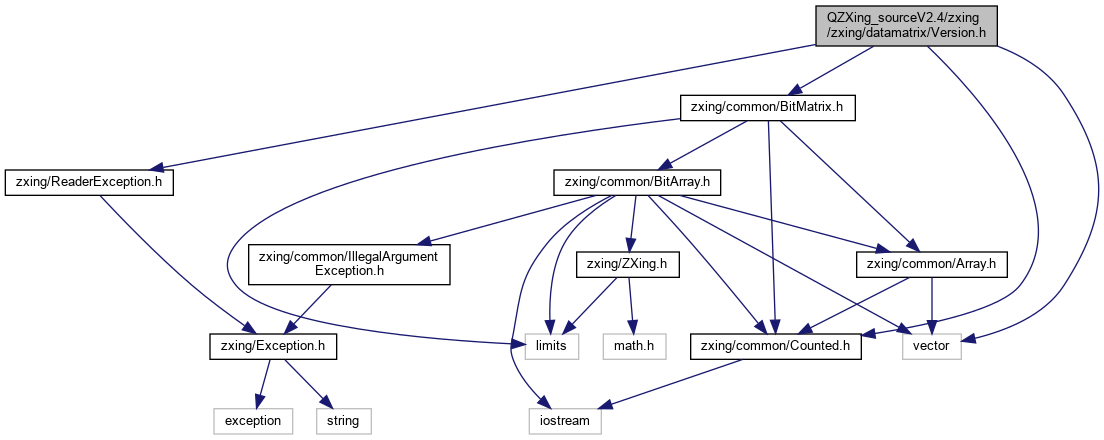 QZXing_sourceV2.4/zxing
/zxing/datamatrix/Version.h
zxing/common/BitMatrix.h
zxing/ReaderException.h
zxing/common/BitArray.h
zxing/common/IllegalArgument
Exception.h
zxing/ZXing.h
zxing/common/Array.h
zxing/Exception.h
limits
math.h
zxing/common/Counted.h
vector
exception
string
iostream